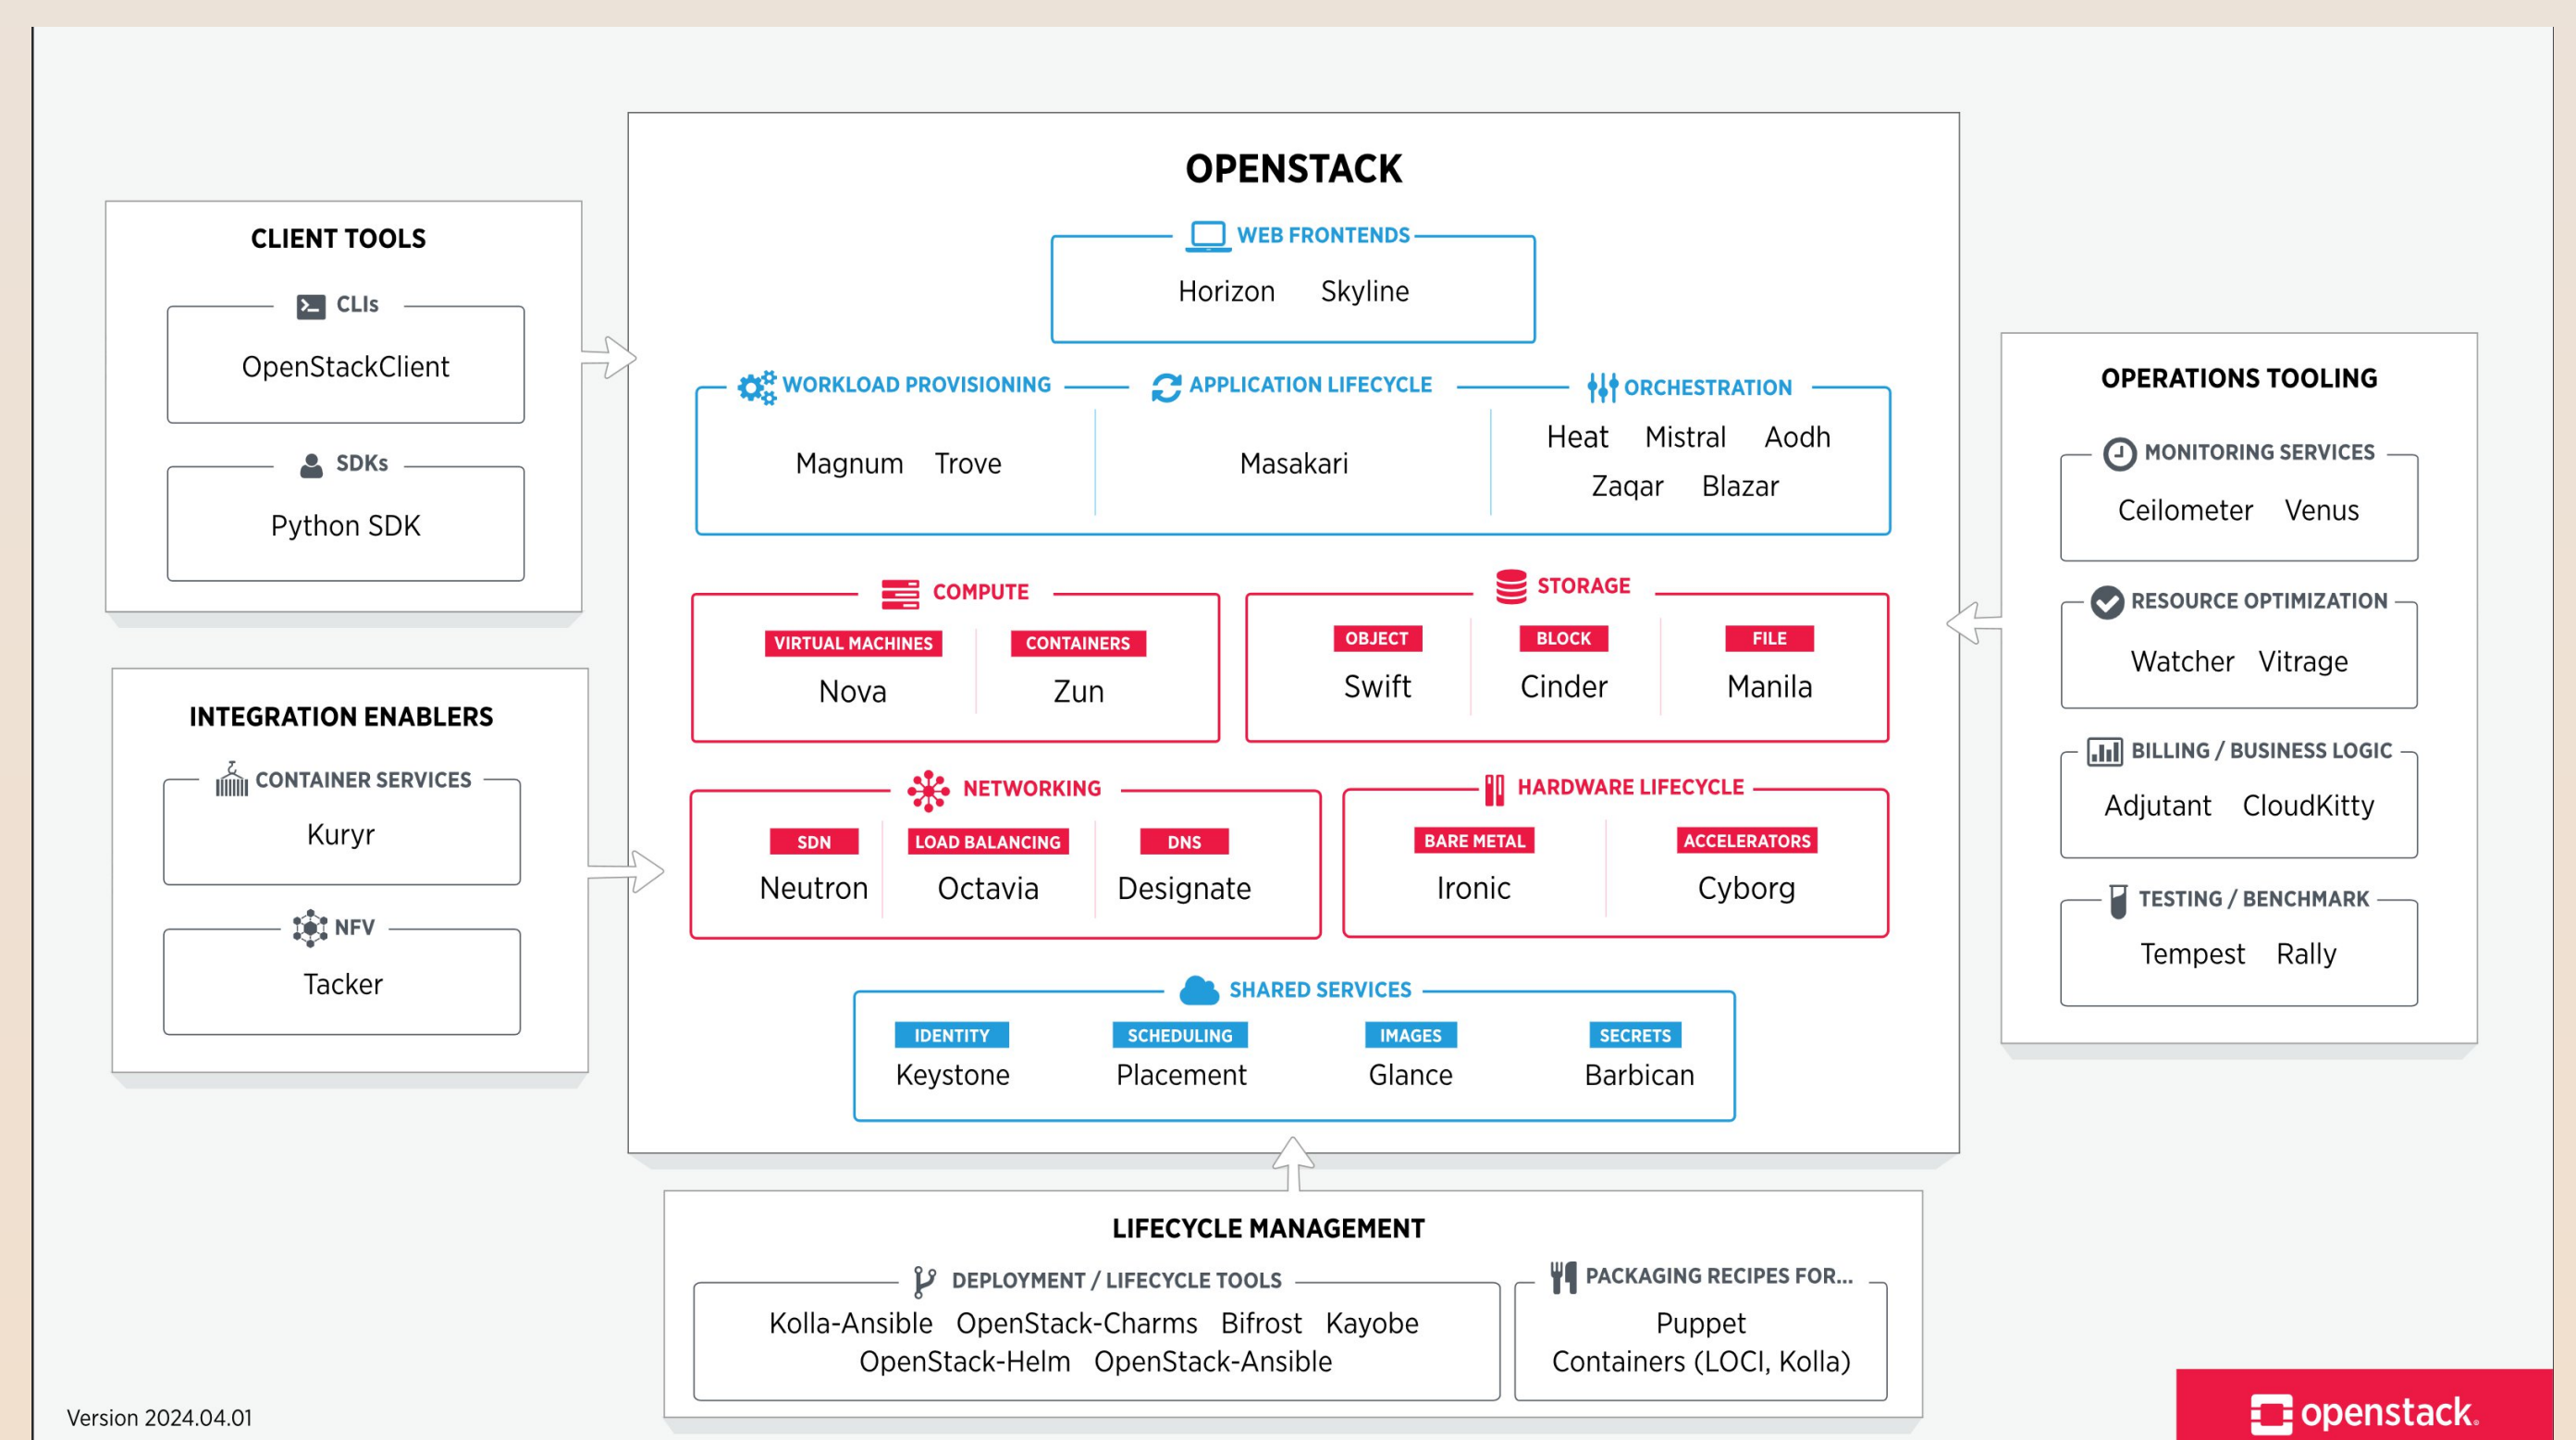 OPENSTACK
WEB FRONTENDS
Horizon Skyline
WORKLOAD PROVISIONING
Magnum Trove
APPLICATION LIFECYCLE
Masakari
ORCHESTRATION
Heat Mistral Aodh
Zaqar Blazar
COMPUTE
VIRTUAL MACHINES
Nova
CONTAINERS
Zun
STORAGE
OBJECT
Swift
BLOCK
Cinder
FILE
Manila
NETWORKING
SDN
Neutron
LOAD BALANCING
Octavia
DNS
Designate
HARDWARE LIFECYCLE
BARE METAL
Ironic
ACCELERATORS
Cyborg
SHARED SERVICES
IDENTITY
Keystone
SCHEDULING
Placement
IMAGES
Glance
SECRETS
Barbican
CLIENT TOOLS
CLIs
OpenStackClient
SDKs
Python SDK
INTEGRATION ENABLERS
CONTAINER SERVICES
Kuryr
NFV
Tacker
OPERATIONS TOOLING
MONITORING SERVICES
Ceilometer Venus
RESOURCE OPTIMIZATION
Watcher Vitrage
BILLING / BUSINESS LOGIC
Adjutant CloudKitty
TESTING / BENCHMARK
Tempest Rally
LIFECYCLE MANAGEMENT
DEPLOYMENT / LIFECYCLE TOOLS
Kolla-Ansible OpenStack-Charms Bifrost Kayobe
OpenStack-Helm OpenStack-Ansible
PACKAGING RECIPES FOR...
Puppet
Containers (LOCI, Kolla)
Version 2024.04.01
openstack.